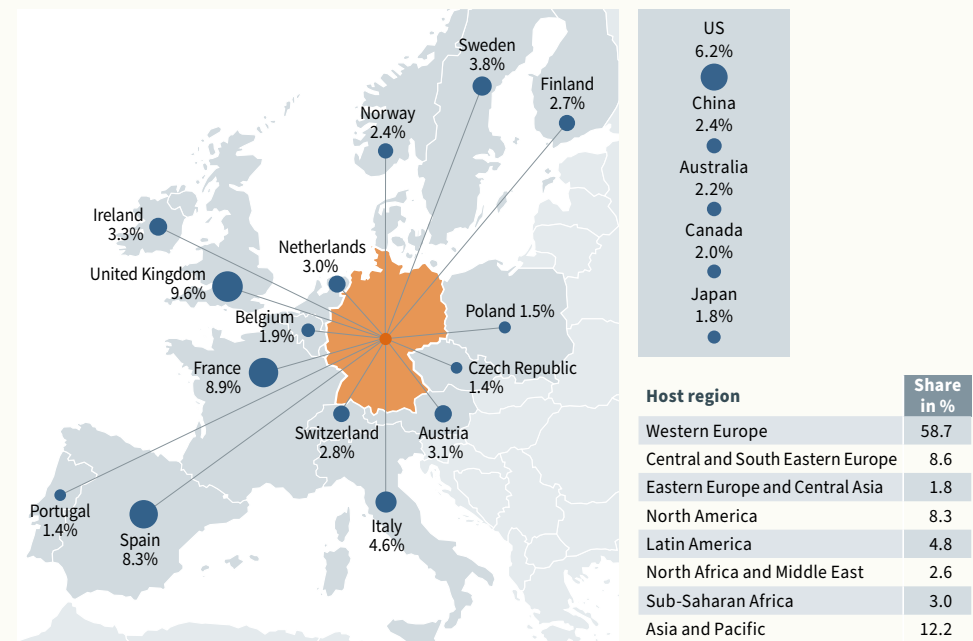 Sweden
3.8%
Finland
2.7%
Norway
2.4%
Ireland
3.3%
Netherlands
3.0%
United Kingdom
9.6%
Belgium
1.9%
Poland 1.5%
France
8.9%
Czech Republic
1.4%
Switzerland
2.8%
Austria
3.1%
Portugal
1.4%
Spain
8.3%
Italy
4.6%
US
6.2%
China
2.4%
Australia
2.2%
Canada
2.0%
Japan
1.8%
Host region Share in %
Western Europe 58.7
Central and South Eastern Europe 8.6
Eastern Europe and Central Asia 1.8
North America 8.3
Latin America 4.8
North Africa and Middle East 2.6
Sub-Saharan Africa 3.0
Asia and Pacific 12.2